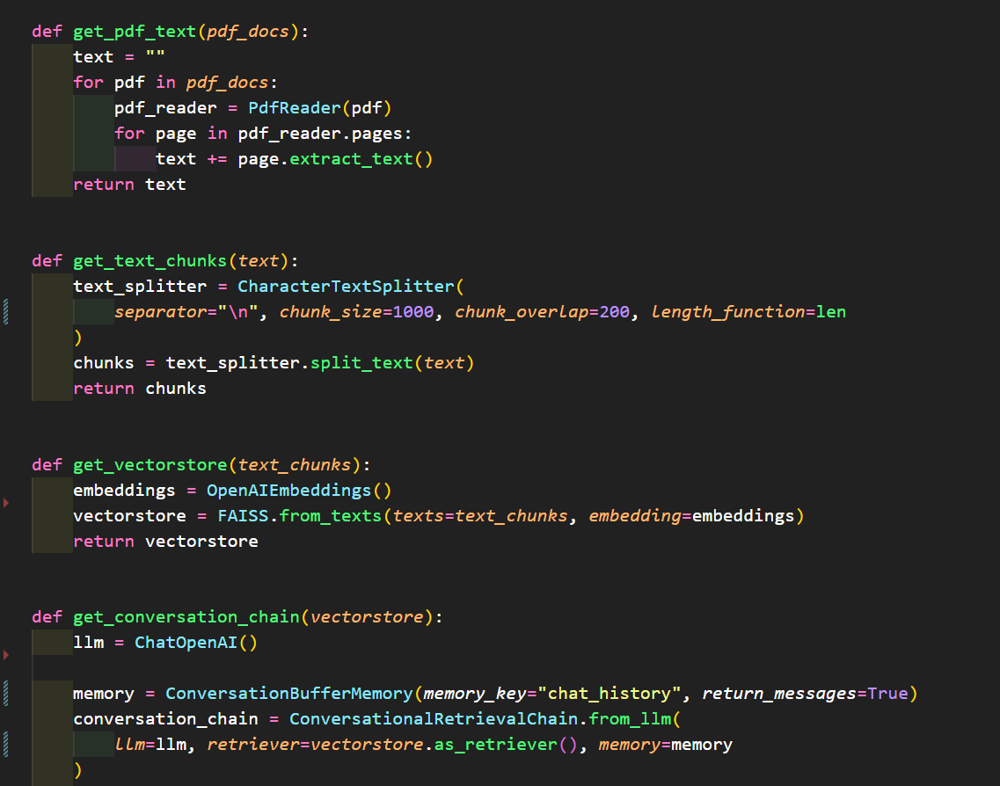 def get_pdf_text(pdf_docs):
    text = ""
    for pdf in pdf_docs:
        pdf_reader = PdfReader(pdf)
        for page in pdf_reader.pages:
            text += page.extract_text()
    return text
def get_text_chunks(text):
    text_splitter = CharacterTextSplitter(
        separator="\n", chunk_size=1000, chunk_overlap=200, length_function=len
    )
    chunks = text_splitter.split_text(text)
    return chunks
def get_vectorstore(text_chunks):
    embeddings = OpenAIEmbeddings()
    vectorstore = FAISS.from_texts(texts=text_chunks, embedding=embeddings)
    return vectorstore
def get_conversation_chain(vectorstore):
    llm = ChatOpenAI()
    memory = ConversationBufferMemory(memory_key="chat_history", return_messages=True)
    conversation_chain = ConversationalRetrievalChain.from_llm(
        llm=llm, retriever=vectorstore.as_retriever(), memory=memory
    )